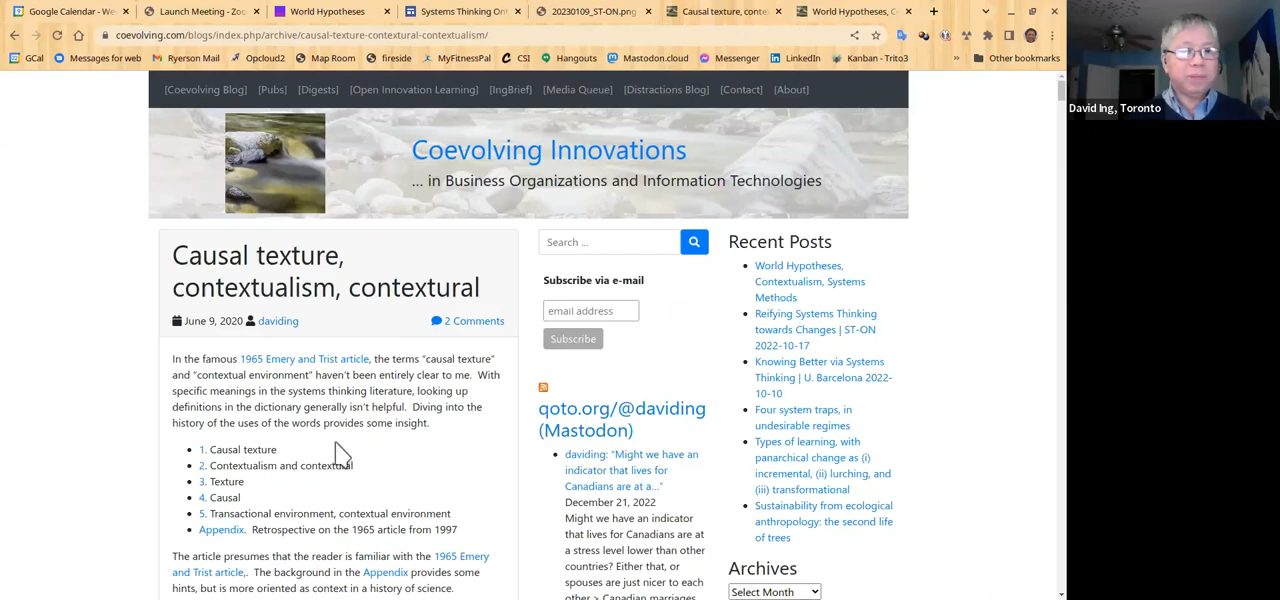 Google Calendar - We
Launch Meeting - Zoo
World Hypotheses
Systems Thinking Ont
20230109_ST-ON.png
Causal texture, conte
World Hypotheses, C
coevolving.com/blogs/index.php/archive/causal-texture-contextural-contextualism/
GCal
Messages for web
Ryerson Mail
Opcloud2
Map Room
fireside
MyFitnessPal
CSI
Hangouts
Mastodon.cloud
Messenger
LinkedIn
Kanban - Trito3
»
Other bookmarks
David Ing, Toronto
[Coevolving Blog] [Pubs] [Digests] [Open Innovation Learning] [IngBrief] [Media Queue] [Distractions Blog] [Contact] [About]
Coevolving Innovations
... in Business Organizations and Information Technologies
Causal texture,
contextualism, contextural
June 9, 2020 daviding 2 Comments
In the famous 1965 Emery and Trist article, the terms “causal texture”
and “contextual environment” haven’t been entirely clear to me. With
specific meanings in the systems thinking literature, looking up
definitions in the dictionary generally isn’t helpful. Diving into the
history of the uses of the words provides some insight.
1. Causal texture
2. Contextualism and contextual
3. Texture
4. Causal
5. Transactional environment, contextual environment
Appendix. Retrospective on the 1965 article from 1997
The article presumes that the reader is familiar with the 1965 Emery
and Trist article,. The background in the Appendix provides some
hints, but is more oriented as context in a history of science.
Search ...
Subscribe via e-mail
email address
Subscribe
qoto.org/@daviding
(Mastodon)
daviding: “Might we have an
indicator that lives for
Canadians are at a…”
December 21, 2022
Might we have an indicator
that lives for Canadians are
at a stress level lower than
other countries? Either that, or
spouses are just nicer to each
other > Canadian marriages
Recent Posts
World Hypotheses,
Contextualism, Systems
Methods
Reifying Systems Thinking
towards Changes | ST-ON
2022-10-17
Knowing Better via Systems
Thinking | U. Barcelona 2022-
10-10
Four system traps, in
undesirable regimes
Types of learning, with
panarchical change as (i)
incremental, (ii) lurching, and
(iii) transformational
Sustainability from ecological
anthropology: the second life
of trees
Archives
Select Month